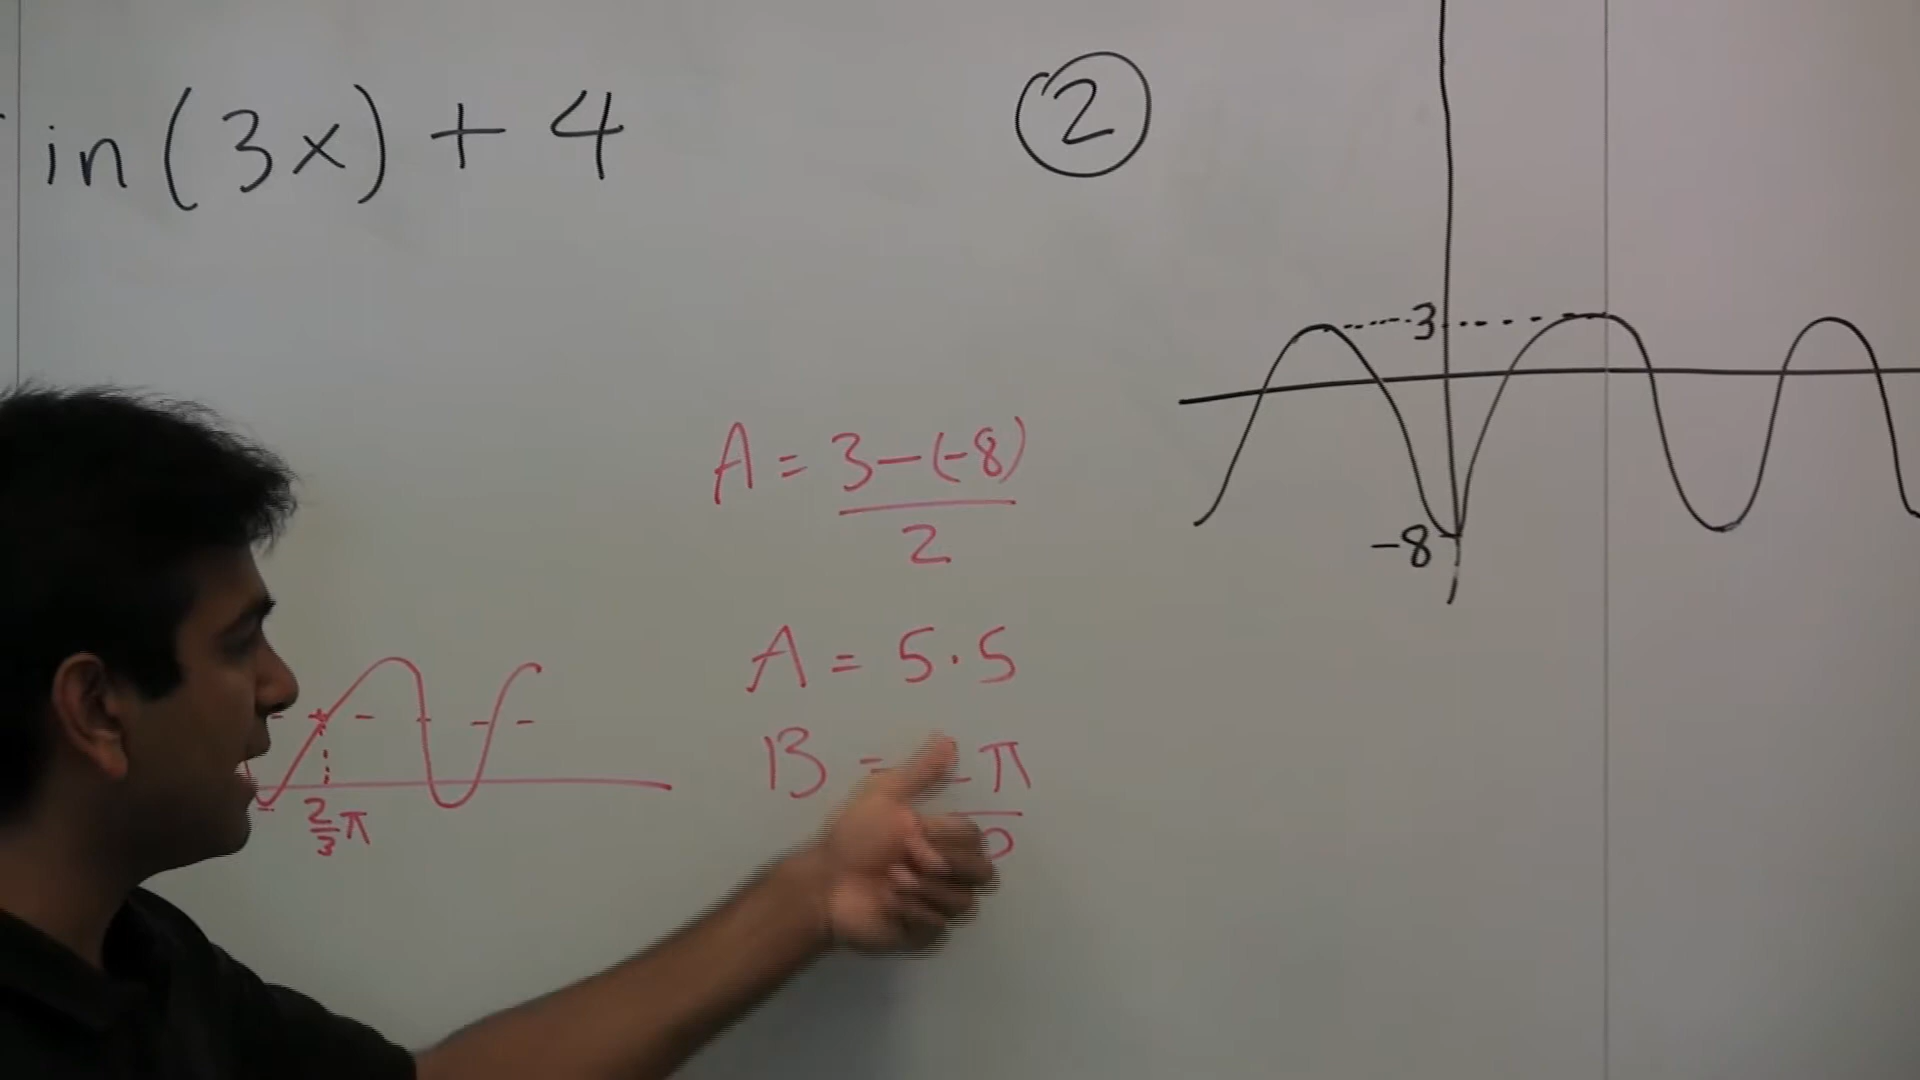 in(3x) + 4
2
3
-8
A = 3-(-8)
2
A = 5.5
B = π
2/3 π